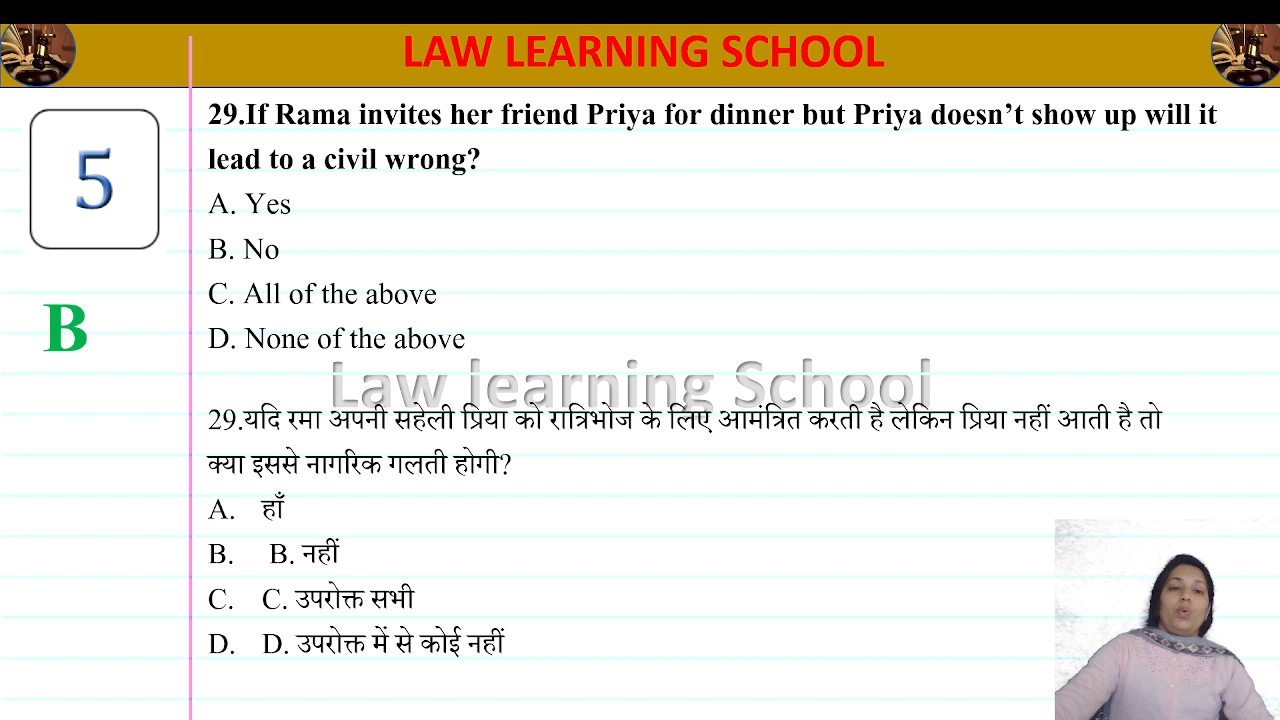 LAW LEARNING SCHOOL
5
B
29.If Rama invites her friend Priya for dinner but Priya doesn’t show up will it
lead to a civil wrong?
A. Yes
B. No
C. All of the above
D. None of the above
Law learning School
29.यदि रमा अपनी सहेली प्रिया को रात्रिभोज के लिए आमंत्रित करती है लेकिन प्रिया नहीं आती है तो
क्या इससे नागरिक गलती होगी?
A. हाँ
B. B. नहीं
C. C. उपरोक्त सभी
D. D. उपरोक्त में से कोई नहीं